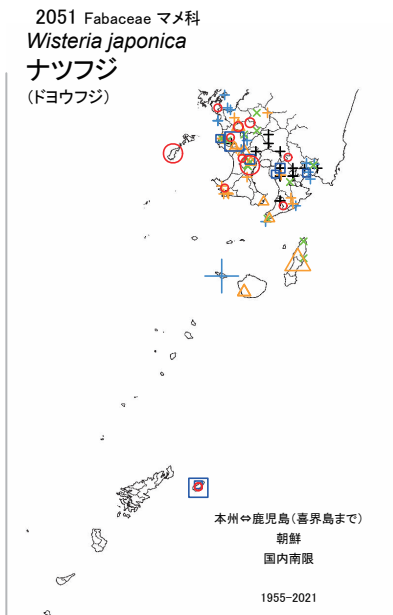 2051 Fabaceae マメ科
Wisteria japonica
ナツフジ
(ドヨウフジ)
本州⇔鹿児島(喜界島まで)
朝鮮
国内南限
1955-2021